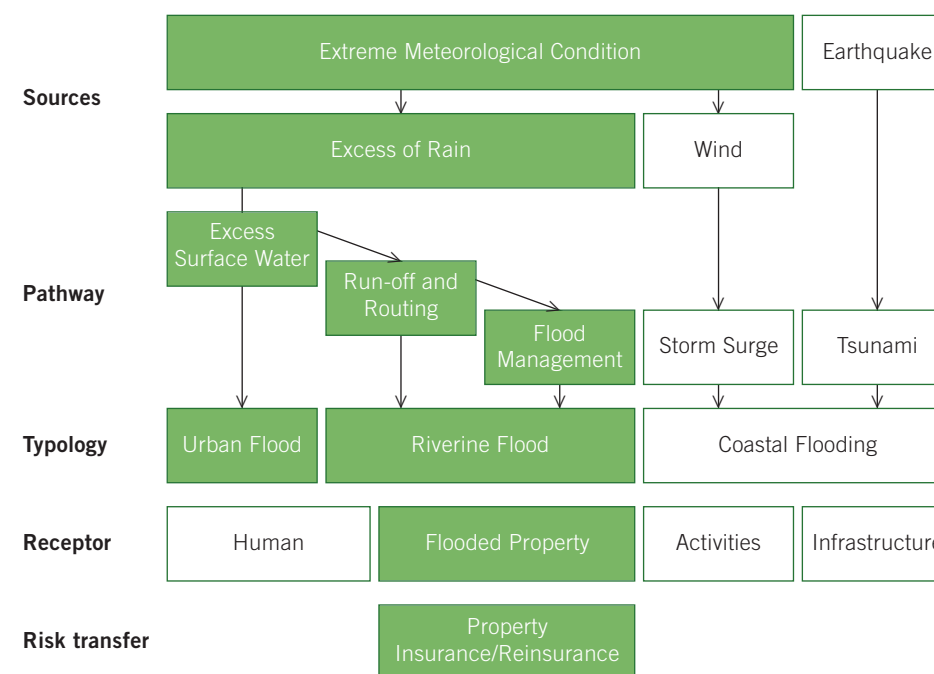 Sources
Extreme Meteorological Condition
Earthquake
Excess of Rain
Wind
Pathway
Excess
Surface Water
Run-off and
Routing
Flood
Management
Storm Surge
Tsunami
Typology
Urban Flood
Riverine Flood
Coastal Flooding
Receptor
Human
Flooded Property
Activities
Infrastructure
Risk transfer
Property
Insurance/Reinsurance